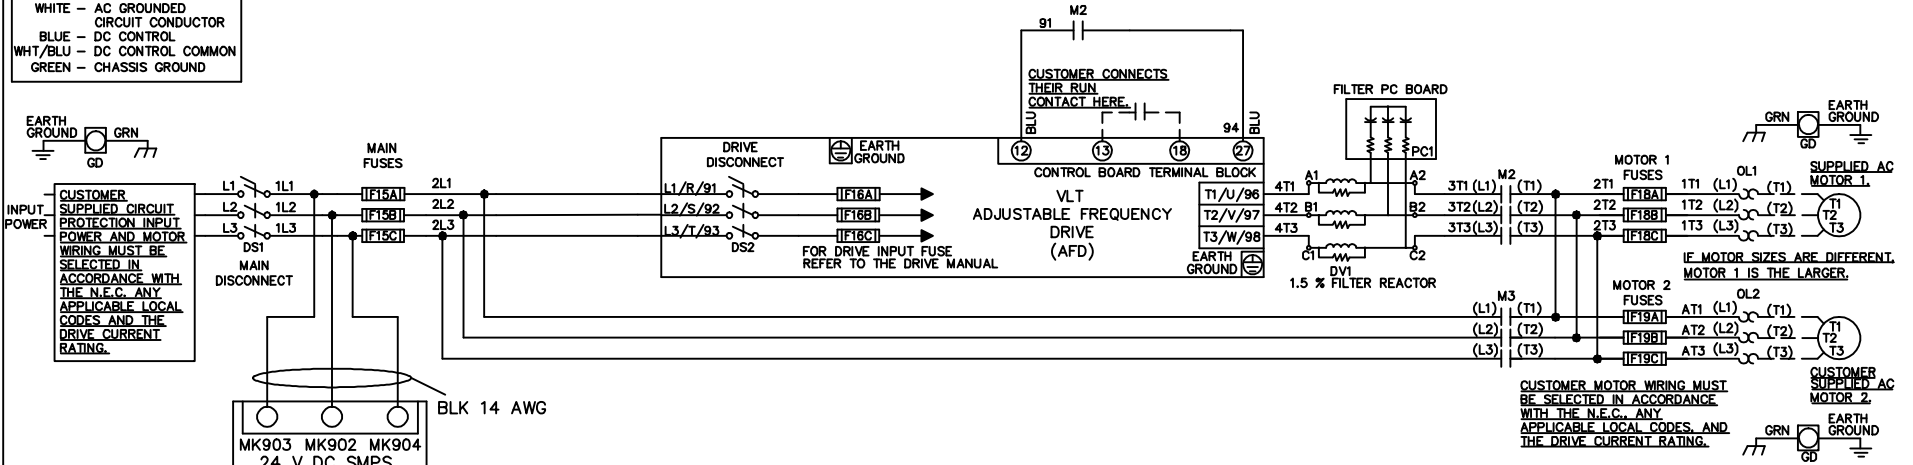 WHITE – AC GROUNDED
CIRCUIT CONDUCTOR
BLUE – DC CONTROL
WHT/BLU – DC CONTROL COMMON
GREEN – CHASSIS GROUND
EARTH
GROUND
GRN
GD
INPUT
POWER
CUSTOMER
SUPPLIED CIRCUIT
PROTECTION INPUT
POWER AND MOTOR
WIRING MUST BE
SELECTED IN
ACCORDANCE WITH
THE N.E.C. ANY
APPLICABLE LOCAL
CODES AND THE
DRIVE CURRENT
RATING.
L1
L2
L3
DS1
MAIN
DISCONNECT
1L1
1L2
1L3
MAIN
FUSES
F15A
F15B
F15C
2L1
2L2
2L3
BLK 14 AWG
MK903 MK902 MK904
24 V DC SMPS
L1/R/91
L2/S/92
L3/T/93
DRIVE
DISCONNECT
DS2
EARTH
GROUND
F16A
F16B
F16C
FOR DRIVE INPUT FUSE
REFER TO THE DRIVE MANUAL
91
M2
CUSTOMER CONNECTS
THEIR RUN
CONTACT HERE.
BLU
94
BLU
12
13
18
27
CONTROL BOARD TERMINAL BLOCK
VLT
ADJUSTABLE FREQUENCY
DRIVE
(AFD)
T1/U/96
T2/V/97
T3/W/98
EARTH
GROUND
4T1
4T2
4T3
FILTER PC BOARD
PC1
A1
A2
B1
B2
C1
C2
DV1
1.5 % FILTER REACTOR
M2
3T1 (L1) (T1)
3T2(L2) (T2)
3T3(L3) (T3)
M3
(L1) (T1)
(L2) (T2)
(L3) (T3)
MOTOR 1
FUSES
2T1
2T2
2T3
F18A
F18B
F18C
1T1 (L1)
1T2 (L2)
1T3 (L3)
OL1
(T1)
(T2)
(T3)
GRN
GD
EARTH
GROUND
SUPPLIED AC
MOTOR 1.
T1
T2
T3
IF MOTOR SIZES ARE DIFFERENT,
MOTOR 1 IS THE LARGER.
MOTOR 2
FUSES
F19A
F19B
F19C
AT1 (L1)
AT2 (L2)
AT3 (L3)
OL2
(T1)
(T2)
(T3)
T1
T2
T3
CUSTOMER
SUPPLIED AC
MOTOR 2.
CUSTOMER MOTOR WIRING MUST
BE SELECTED IN ACCORDANCE
WITH THE N.E.C., ANY
APPLICABLE LOCAL CODES, AND
THE DRIVE CURRENT RATING.
GRN
GD
EARTH
GROUND